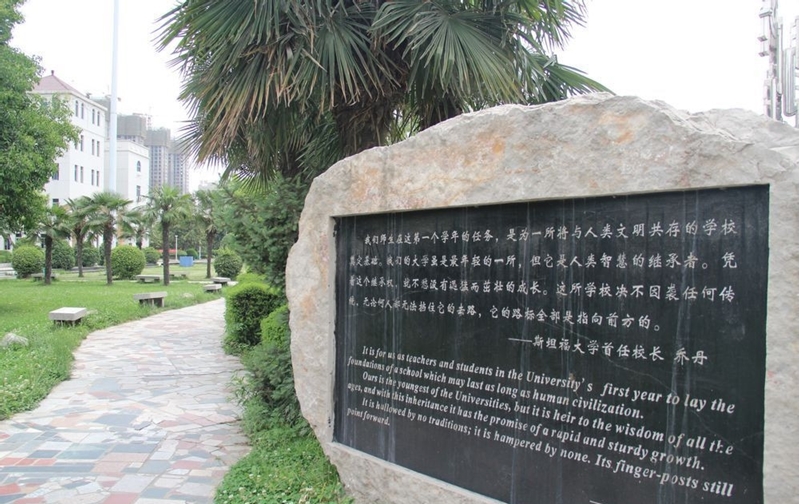 我们师生在这第一个学年的任务，是为一所将与人类文明共存的学校
奠定基础。我们的大学虽是最年轻的一所，但它是人类智慧的继承者。凭
着这个继承权，就不愁没有迅猛而茁壮的成长。这所学校决不因袭任何传
统，无论何人都无法挡住它的去路，它的路标全部是指向前方的。
——斯坦福大学首任校长 乔丹
It is for us as teachers and students in the University's first year to lay the
foundations of a school which may last as long as human civilization.
Ours is the youngest of the Universities, but it is heir to the wisdom of all the
ages, and with this inheritance it has the promise of a rapid and sturdy growth.
It is hollowed by no traditions; it is hampered by none. Its finger-posts still
point forward.